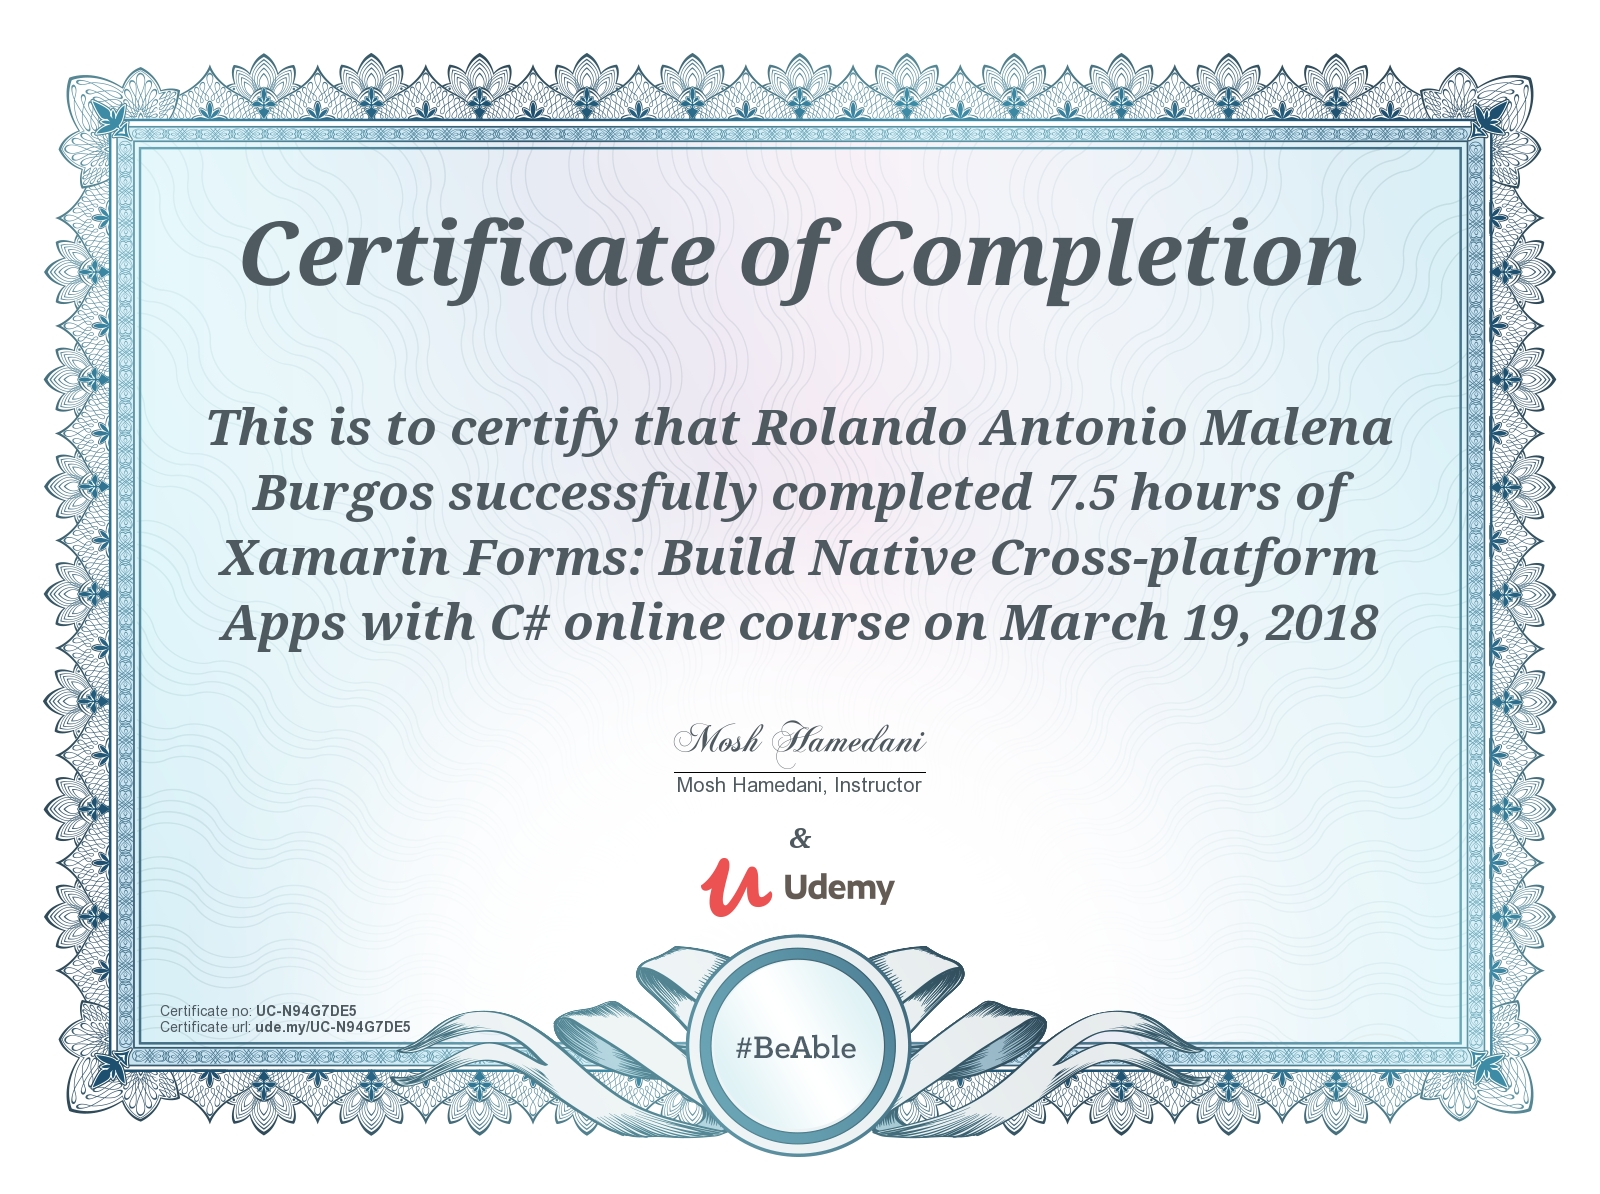 Certificate of Completion
This is to certify that Rolando Antonio Malena
Burgos successfully completed 7.5 hours of
Xamarin Forms: Build Native Cross-platform
Apps with C# online course on March 19, 2018
Mosh Hamedani
Mosh Hamedani, Instructor
&
Udemy
Certificate no: UC-N94G7DE5
Certificate url: ude.my/UC-N94G7DE5
#BeAble